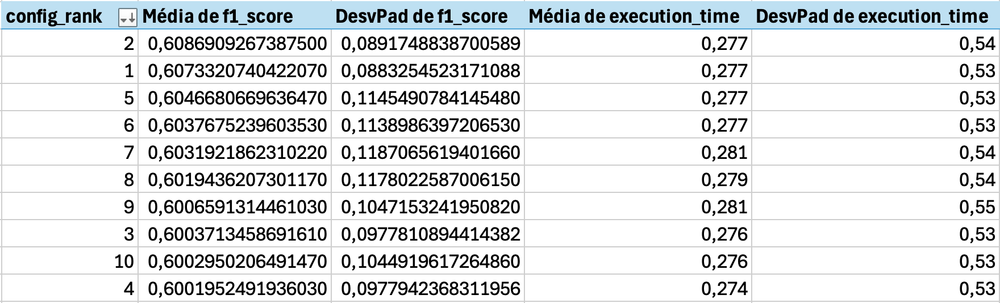 config_rank Média de f1_score DesvPad de f1_score Média de execution_time DesvPad de execution_time
2 0,6086909267387500 0,0891748838700589 0,277 0,54
1 0,6073320740422070 0,0883254523171088 0,277 0,53
5 0,6046680669636470 0,1145490784145480 0,277 0,53
6 0,6037675239603530 0,1138986397206530 0,277 0,53
7 0,6031921862310220 0,1187065619401660 0,281 0,54
8 0,6019436207301170 0,1178022587006150 0,279 0,54
9 0,6006591314461030 0,1047153241950820 0,281 0,55
3 0,6003713458691610 0,0977810894414382 0,276 0,53
10 0,6002950206491470 0,1044919617264860 0,276 0,53
4 0,6001952491936030 0,0977942368311956 0,274 0,53